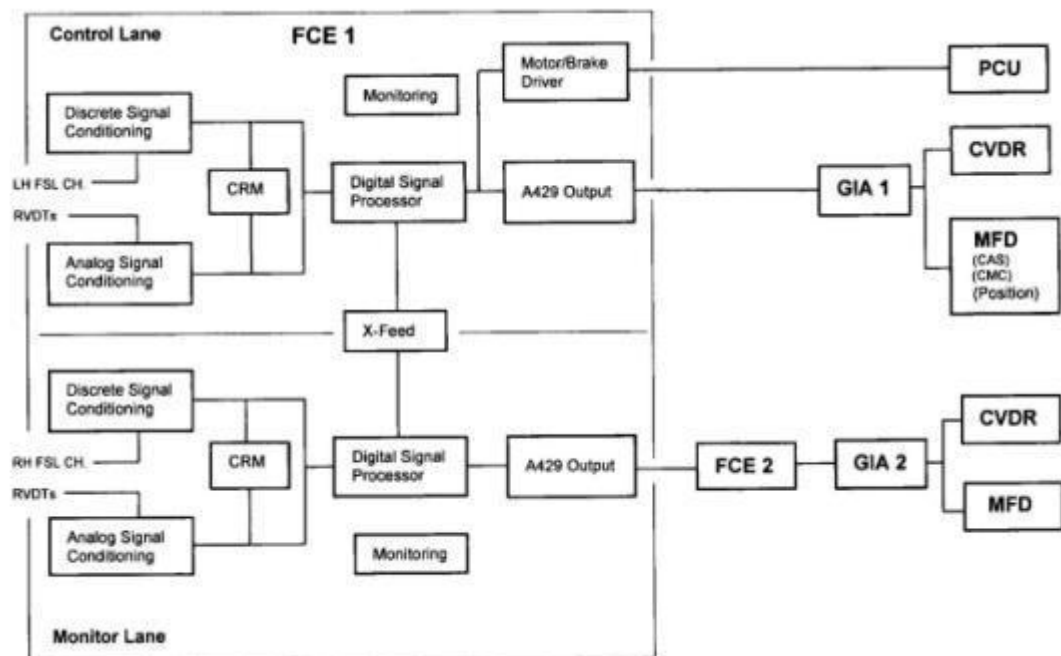 Control Lane
FCE 1
Motor/Brake
Driver
PCU
Monitoring
Discrete Signal
Conditioning
CVDR
LH FSL CH.
CRM
Digital Signal
Processor
A429 Output
GIA 1
RVDTs
MFD
(CAS)
(CMC)
(Position)
Analog Signal
Conditioning
X-Feed
Discrete Signal
Conditioning
CVDR
RH FSL CH.
CRM
Digital Signal
Processor
A429 Output
FCE 2
GIA 2
RVDTs
MFD
Analog Signal
Conditioning
Monitoring
Monitor Lane